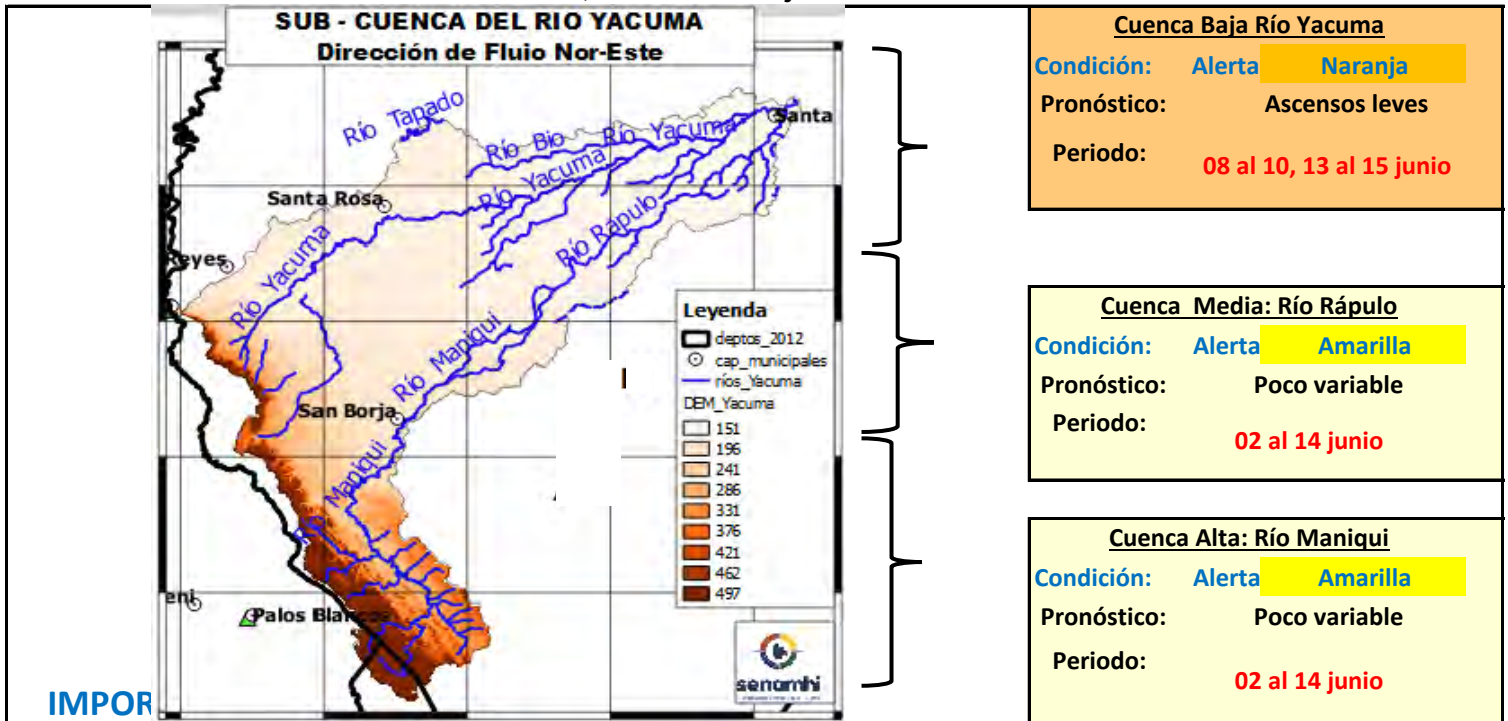 SUB - CUENCA DEL RIO YACUMA
Dirección de Fluio Nor-Este
Río Tapado
Santa
Río Bio
Río Yacuma
Río Yacuma
Santa Rosa
Río Rápulo
Reyes
Río Yacuma
Río Maniqui
San Borja
Río Maniqui
eni
Palos Blancos
Leyenda
deptos_2012
cap_municipales
ríos_Yacuma
DEM_Yacuma
151
196
241
286
331
376
421
462
497
senamhi
IMPOR
Cuenca Baja Río Yacuma
Condición: Alerta Naranja
Pronóstico: Ascensos leves
Periodo: 08 al 10, 13 al 15 junio
Cuenca Media: Río Rápulo
Condición: Alerta Amarilla
Pronóstico: Poco variable
Periodo: 02 al 14 junio
Cuenca Alta: Río Maniqui
Condición: Alerta Amarilla
Pronóstico: Poco variable
Periodo: 02 al 14 junio